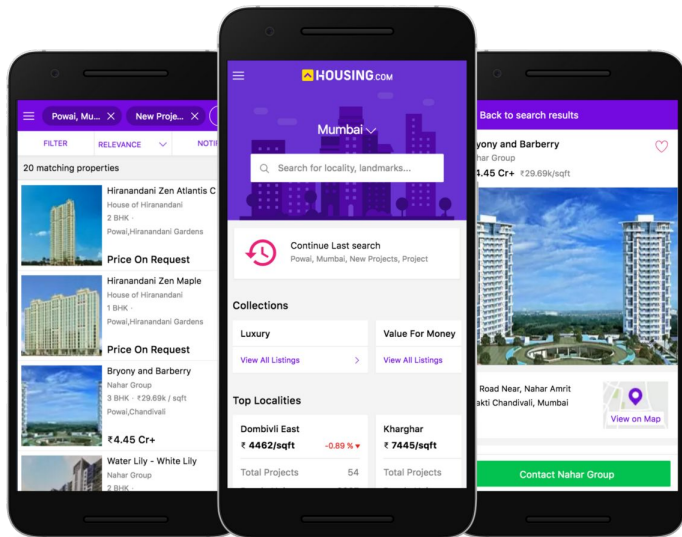 Powai, Mu... ✕
New Proje... ✕
FILTER
RELEVANCE
20 matching properties
Hiranandani Zen Atlantis C
House of Hiranandani
2 BHK ·
Powai,Hiranandani Gardens
Price On Request
Hiranandani Zen Maple
House of Hiranandani
1 BHK ·
Powai,Hiranandani Gardens
Price On Request
Bryony and Barberry
Nahar Group
3 BHK · ₹29.69k / sqft
Powai,Chandivali
₹4.45 Cr+
Water Lily - White Lily
Nahar Group
2 BHK ·
HOUSING.COM
Mumbai
Search for locality, landmarks...
Continue Last search
Powai, Mumbai, New Projects, Project
Collections
Luxury
View All Listings >
Value For Money
View All Listings
Top Localities
Dombivli East
₹ 4462/sqft -0.89 % ▾
Total Projects 54
Kharghar
₹ 7445/sqft
Total Projects
Back to search results
yony and Barberry
har Group
4.45 Cr+ ₹29.69k/sqft
Road Near, Nahar Amrit
akti Chandivali, Mumbai
View on Map
Contact Nahar Group